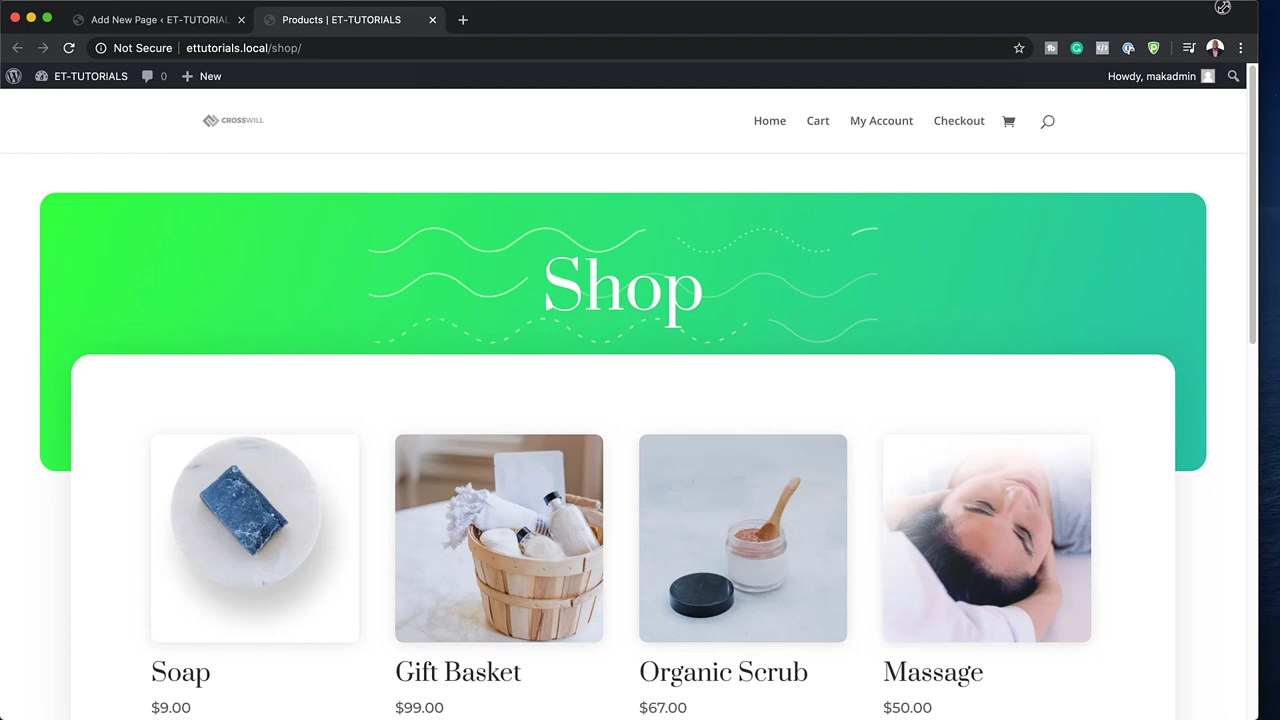 Add New Page ‹ ET-TUTORIAL
Products | ET-TUTORIALS
Not Secure
ettutorials.local/shop/
ET-TUTORIALS
0
New
Howdy, makadmin
CROSSWILL
Home
Cart
My Account
Checkout
Shop
Soap
Gift Basket
Organic Scrub
Massage
$9.00
$99.00
$67.00
$50.00